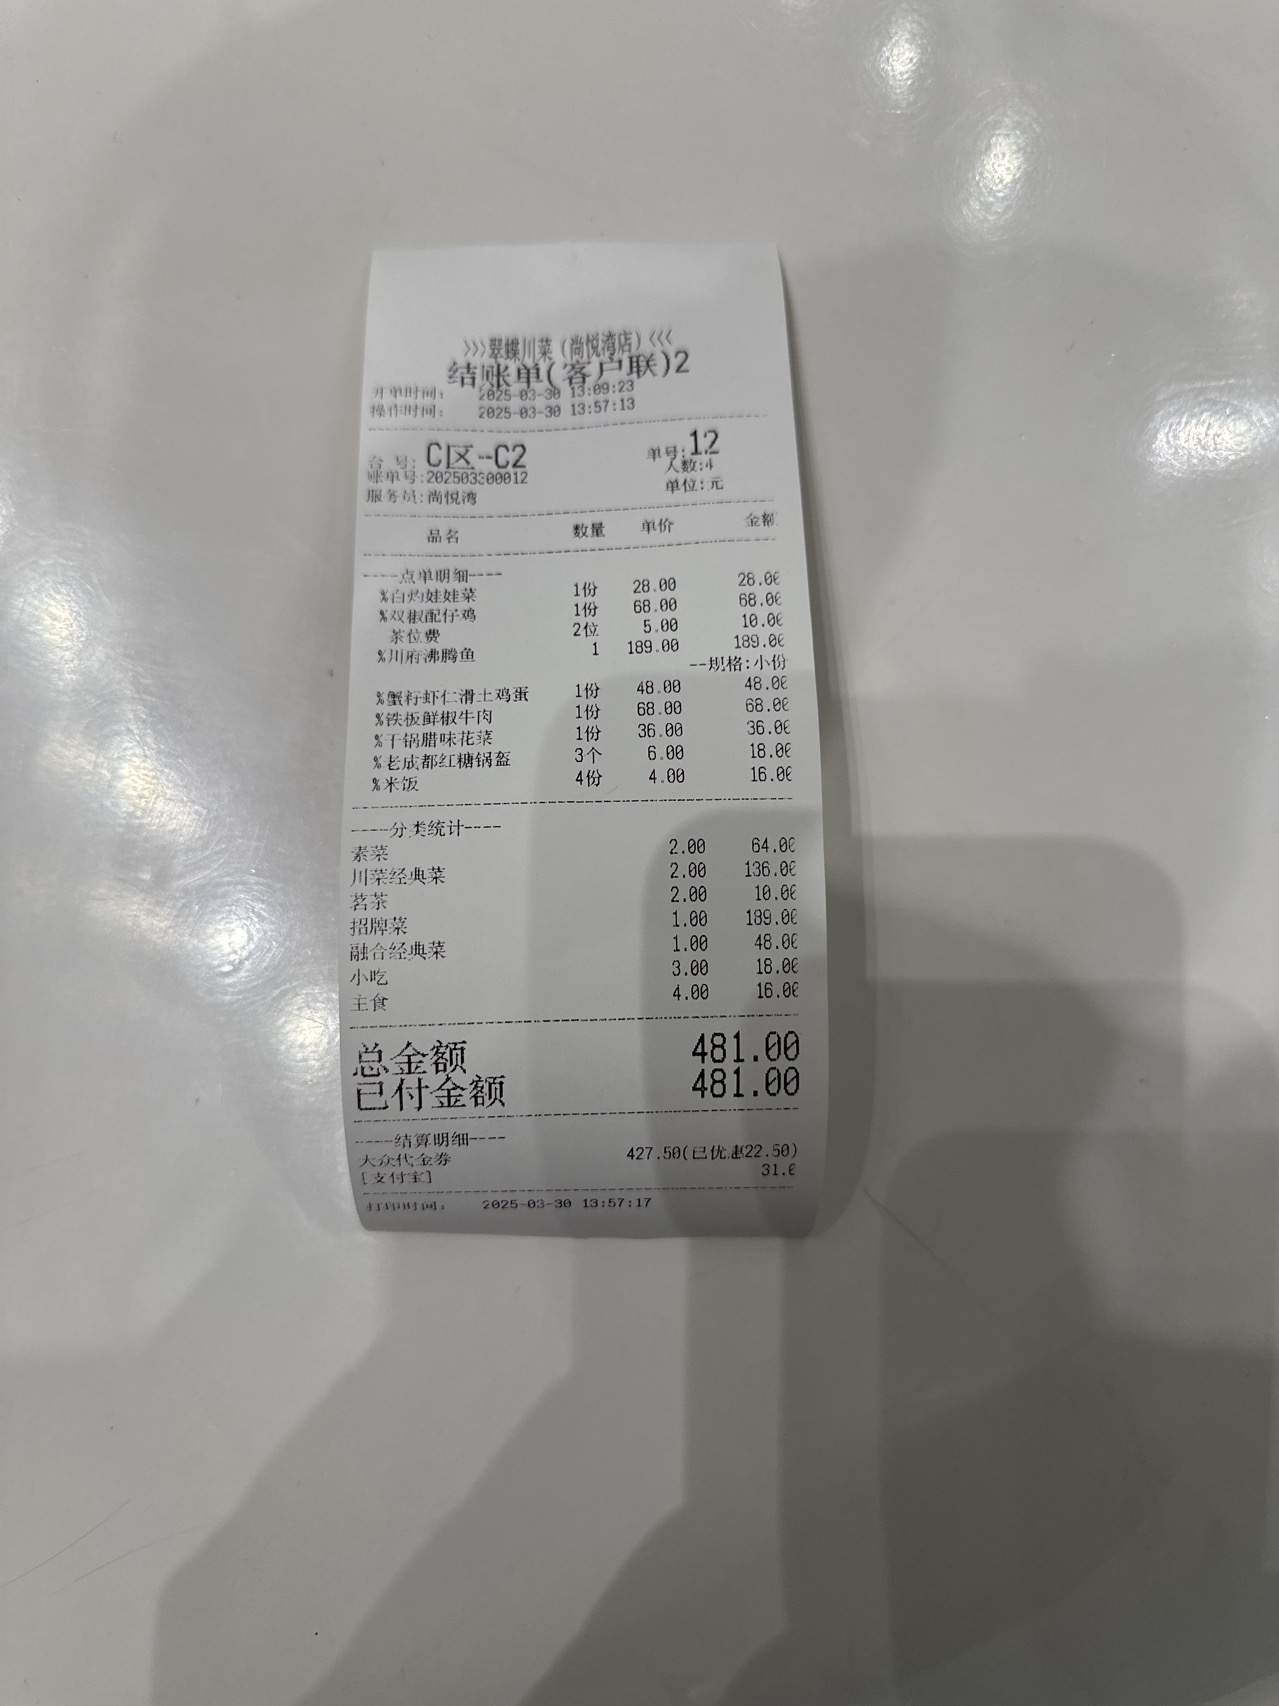 >>>翠蝶川菜(尚悦湾店)<<<
结账单(客户联)2
开单时间: 2025-03-30 13:09:23
操作时间: 2025-03-30 13:57:13
台 号: C区--C2 单号:12
人数:4
账单号:202503300012
服务员:尚悦湾 单位:元
品名 数量 单价 金额
----点单明细----
%白灼娃娃菜 1份 28.00 28.00
%双椒配仔鸡 1份 68.00 68.00
茶位费 2位 5.00 10.00
%川府沸腾鱼 1 189.00 189.00
--规格:小份
%蟹籽虾仁滑土鸡蛋 1份 48.00 48.00
%铁板鲜椒牛肉 1份 68.00 68.00
%干锅腊味花菜 1份 36.00 36.00
%老成都红糖锅盔 3个 6.00 18.00
%米饭 4份 4.00 16.00
----分类统计----
素菜 2.00 64.00
川菜经典菜 2.00 136.00
茗茶 2.00 10.00
招牌菜 1.00 189.00
融合经典菜 1.00 48.00
小吃 3.00 18.00
主食 4.00 16.00
总金额 481.00
已付金额 481.00
----结算明细----
大众代金券 427.50(已优惠22.50)
[支付宝] 31.0
打印时间: 2025-03-30 13:57:17